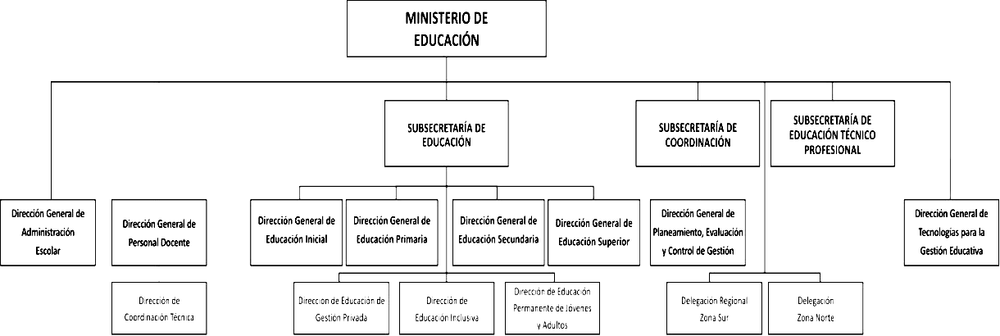 MINISTERIO DE
EDUCACIÓN
SUBSECRETARÍA DE
EDUCACIÓN
SUBSECRETARÍA DE
COORDINACIÓN
SUBSECRETARÍA DE
EDUCACIÓN TÉCNICO
PROFESIONAL
Dirección General de
Administración
Escolar
Dirección General de
Personal Docente
Dirección General de
Educación Inicial
Dirección General de
Educación Primaria
Dirección General de
Educación Secundaria
Dirección General de
Educación Superior
Dirección General de
Planeamiento, Evaluación
y Control de Gestión
Dirección General de
Tecnologías para la
Gestión Educativa
Dirección de
Coordinación Técnica
Direccion de Educación de
Gestión Privada
Dirección de
Educación Inclusiva
Dirección de Educación
Permanente de Jóvenes
y Adultos
Delegación Regional
Zona Sur
Delegación
Zona Norte